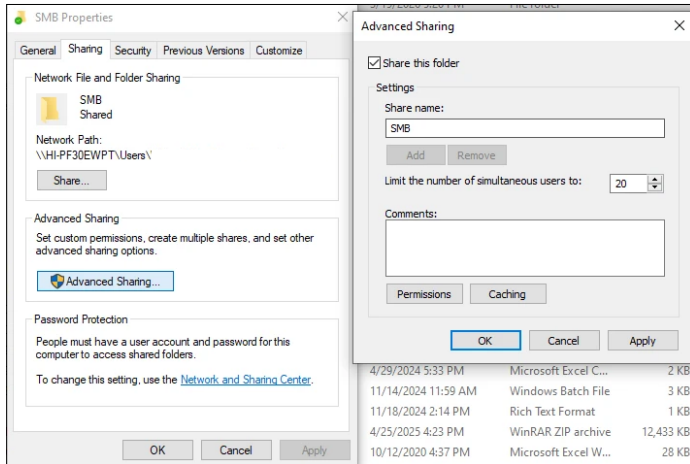 SMB Properties
General
Sharing
Security
Previous Versions
Customize
Network File and Folder Sharing
SMB
Shared
Network Path:
\\HI-PF30EWPT\Users\
Share...
Advanced Sharing
Set custom permissions, create multiple shares, and set other
advanced sharing options.
Advanced Sharing...
Password Protection
People must have a user account and password for this
computer to access shared folders.
To change this setting, use the Network and Sharing Center.
OK
Cancel
Apply
Advanced Sharing
Share this folder
Settings
Share name:
SMB
Add
Remove
Limit the number of simultaneous users to:
20
Comments:
Permissions
Caching
OK
Cancel
Apply
4/29/2024 5:33 PM Microsoft Excel C... 2 KB
11/14/2024 11:59 AM Windows Batch File 3 KB
11/18/2024 2:14 PM Rich Text Format 1 KB
4/25/2025 4:23 PM WinRAR ZIP archive 12,433 KB
10/12/2020 4:37 PM Microsoft Excel W... 28 KB